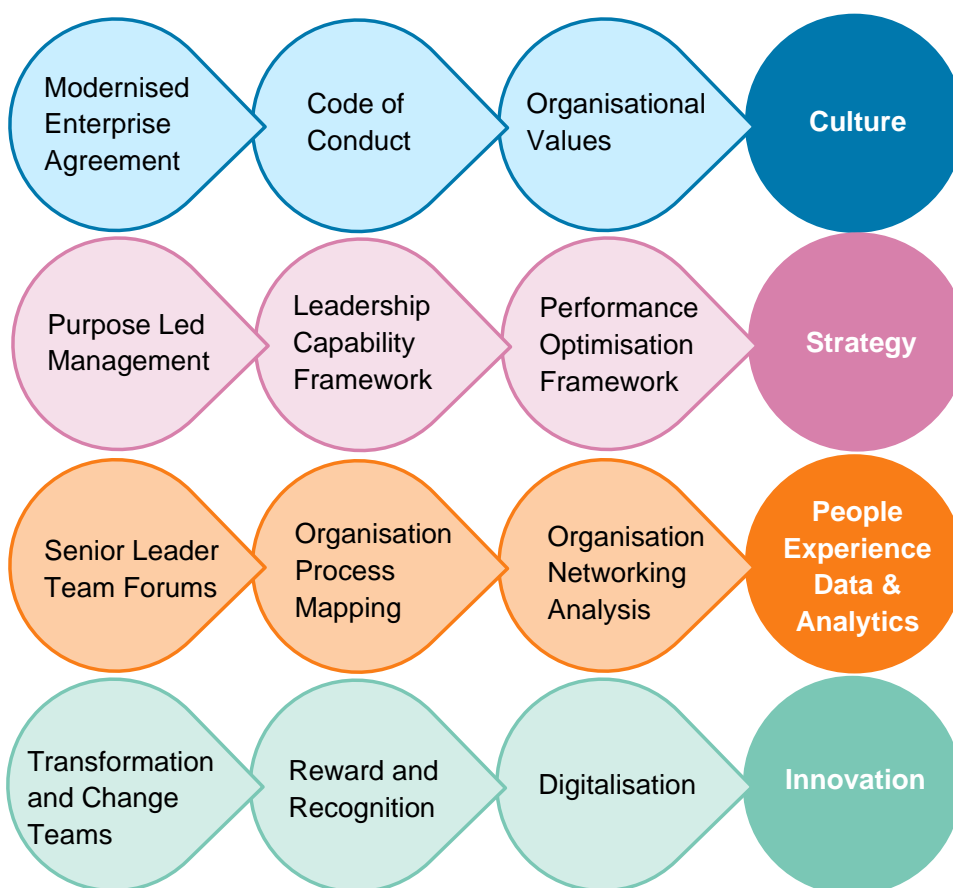 Modernised
Enterprise
Agreement
Code of
Conduct
Organisational
Values
Culture
Purpose Led
Management
Leadership
Capability
Framework
Performance
Optimisation
Framework
Strategy
Senior Leader
Team Forums
Organisation
Process
Mapping
Organisation
Networking
Analysis
People
Experience
Data &
Analytics
Transformation
and Change
Teams
Reward and
Recognition
Digitalisation
Innovation